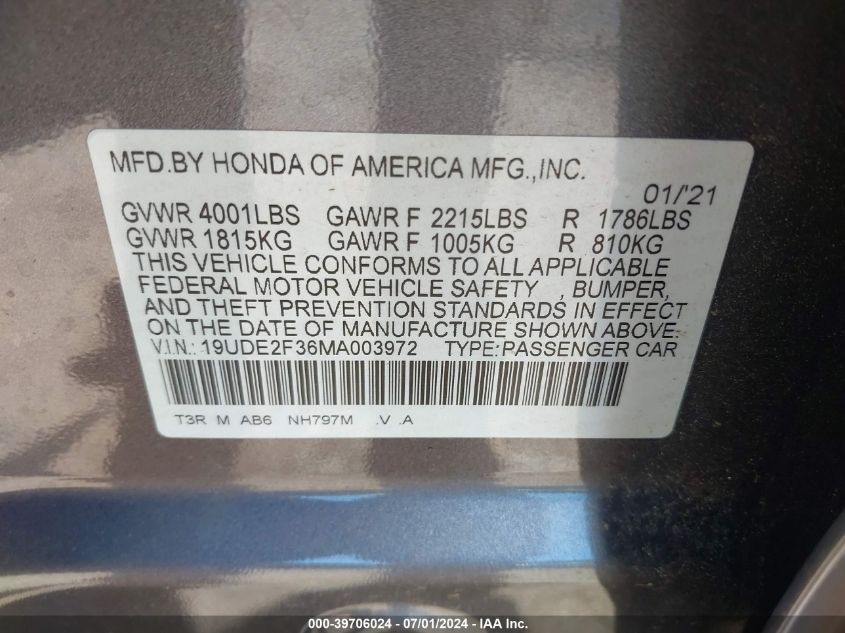 MFD.BY HONDA OF AMERICA MFG.,INC.
01/'21
GVWR 4001LBS GAWR F 2215LBS R 1786LBS
GVWR 1815KG GAWR F 1005KG R 810KG
THIS VEHICLE CONFORMS TO ALL APPLICABLE
FEDERAL MOTOR VEHICLE SAFETY , BUMPER,
AND THEFT PREVENTION STANDARDS IN EFFECT
ON THE DATE OF MANUFACTURE SHOWN ABOVE.
V.I.N.: 19UDE2F36MA003972 TYPE:PASSENGER CAR
T3R M AB6 NH797M .V .A
000-39706024 / 07/01/2024 / IAA Inc.